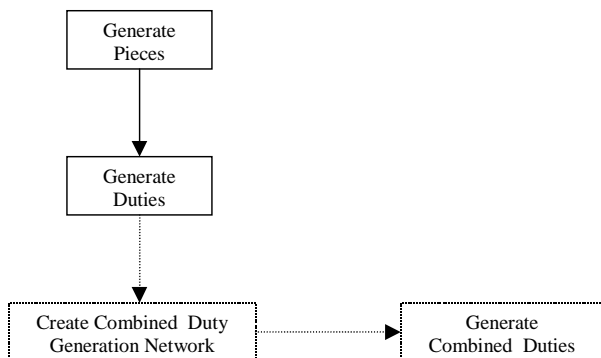 Generate
Pieces
Generate
Duties
Create Combined Duty
Generation Network
Generate
Combined Duties